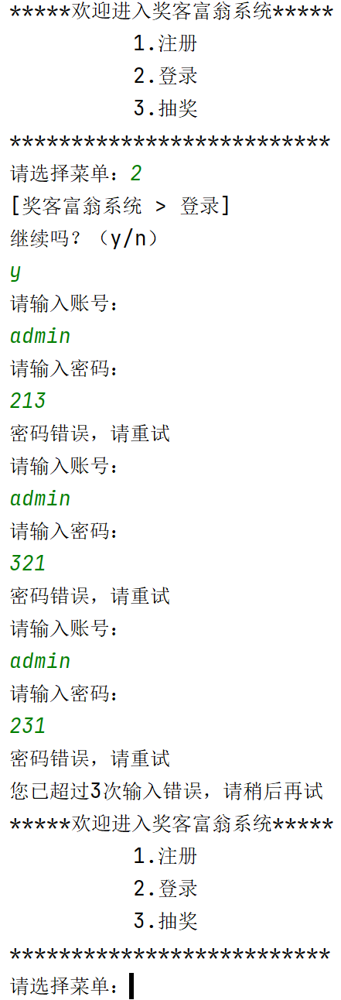 *****欢迎进入奖客富翁系统*****
1.注册
2.登录
3.抽奖
**************************
请选择菜单：2
[奖客富翁系统 > 登录]
继续吗？（y/n）
y
请输入账号：
admin
请输入密码：
213
密码错误，请重试
请输入账号：
admin
请输入密码：
321
密码错误，请重试
请输入账号：
admin
请输入密码：
231
密码错误，请重试
您已超过3次输入错误，请稍后再试
*****欢迎进入奖客富翁系统*****
1.注册
2.登录
3.抽奖
**************************
请选择菜单：